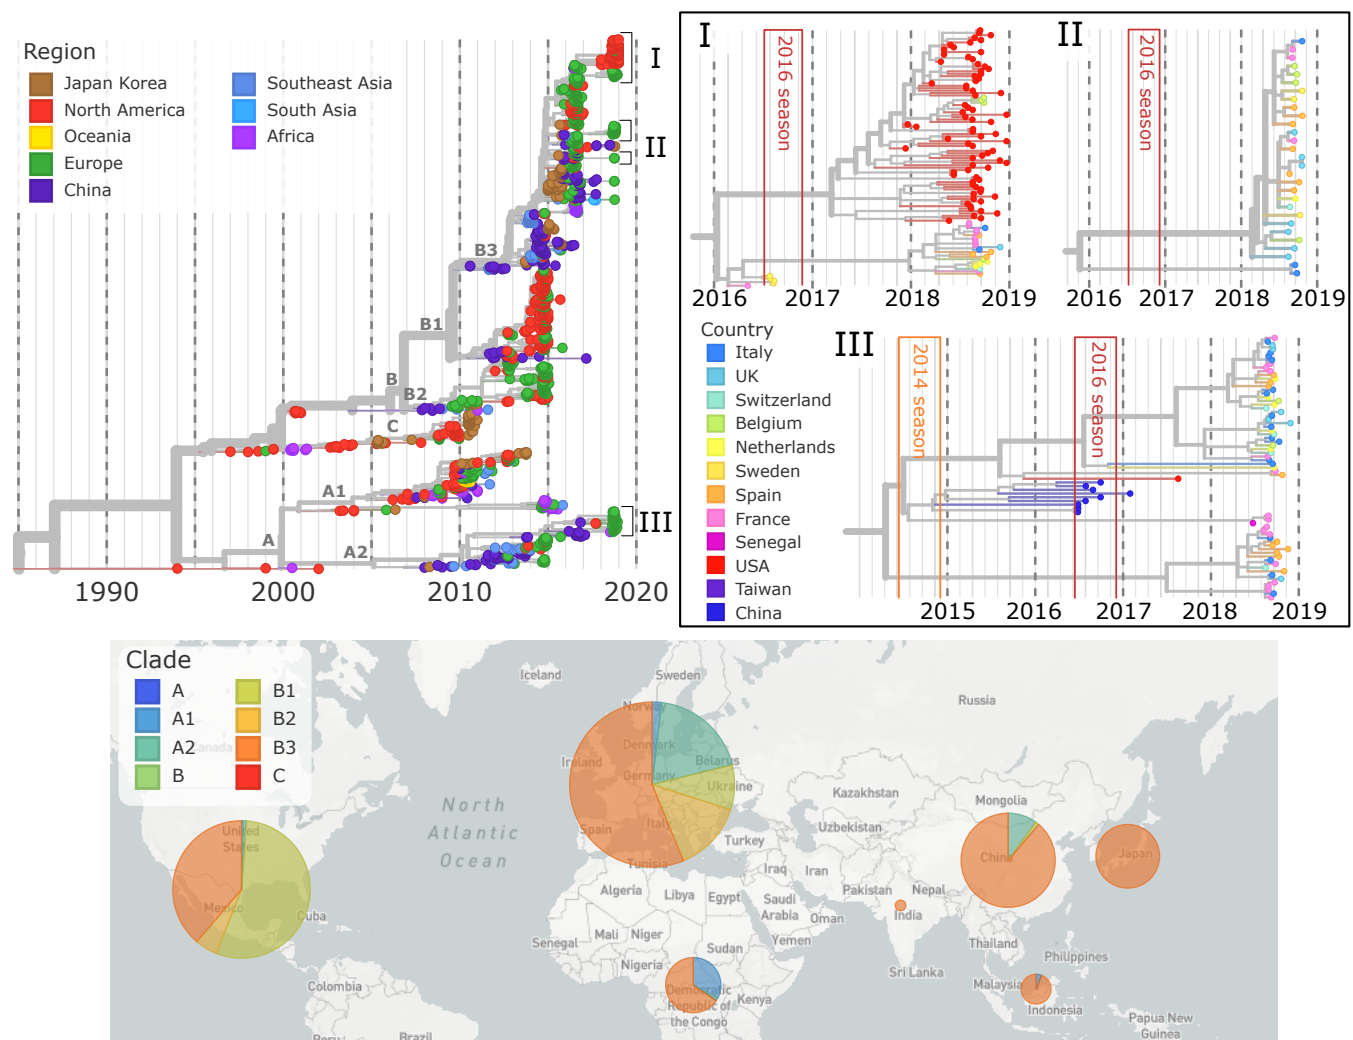 Region
Japan Korea
North America
Oceania
Europe
China
Southeast Asia
South Asia
Africa
I
II
III
B3
B1
B
B2
C
A1
A
A2
1990
2000
2010
2020
I
2016 season
2016
2017
2018
2019
II
2016 season
2016
2017
2018
2019
Country
Italy
UK
Switzerland
Belgium
Netherlands
Sweden
Spain
France
Senegal
USA
Taiwan
China
III
2014 season
2016 season
2015
2016
2017
2018
2019
Clade
A
A1
A2
B
B1
B2
B3
C
Canada
United
States
Mexico
Cuba
Colombia
Peru
Brazil
North
Atlantic
Ocean
Iceland
Sweden
Norway
Russia
Denmark
Ireland
Belarus
Germany
Ukraine
Kazakhstan
Mongolia
Spain
Italy
Uzbekistan
Turkey
China
Japan
Tunisia
Iraq
Iran
Algeria
Libya
Egypt
Saudi
Arabia
Pakistan
Nepal
Oman
India
Mali
Niger
Senegal
Sudan
Yemen
Thailand
Philippines
Nigeria
Sri Lanka
Malaysia
Democratic
Republic of
the Congo
Kenya
Indonesia
Papua New
Guinea